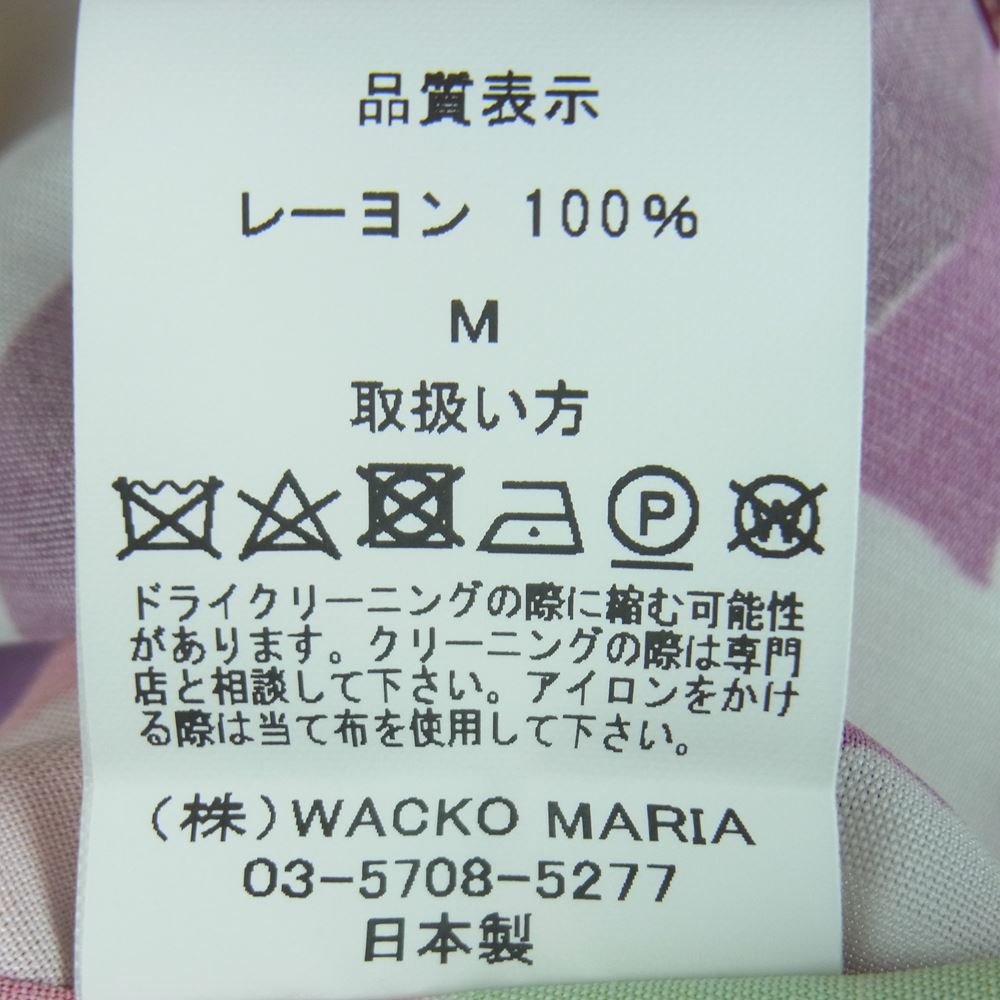 品質表示
レーヨン 100%
M
取扱い方
P
W
ドライクリーニングの際に縮む可能性
があります。クリーニングの際は専門
店と相談して下さい。アイロンをかけ
る際は当て布を使用して下さい。
(株)WACKO MARIA
03-5708-5277
日本製